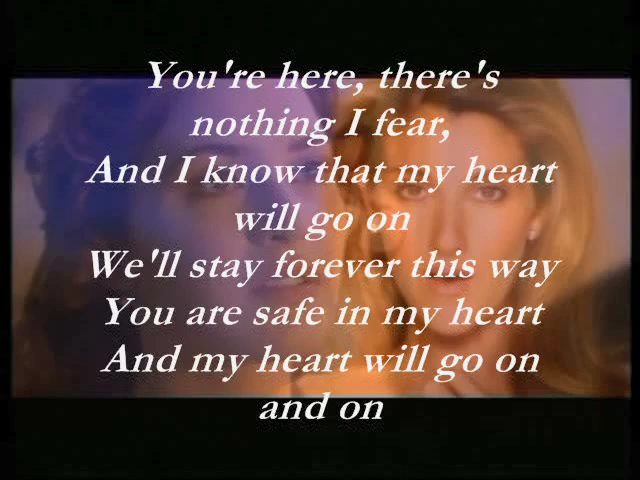 You're here, there's
nothing I fear,
And I know that my heart
will go on
We'll stay forever this way
You are safe in my heart
And my heart will go on
and on